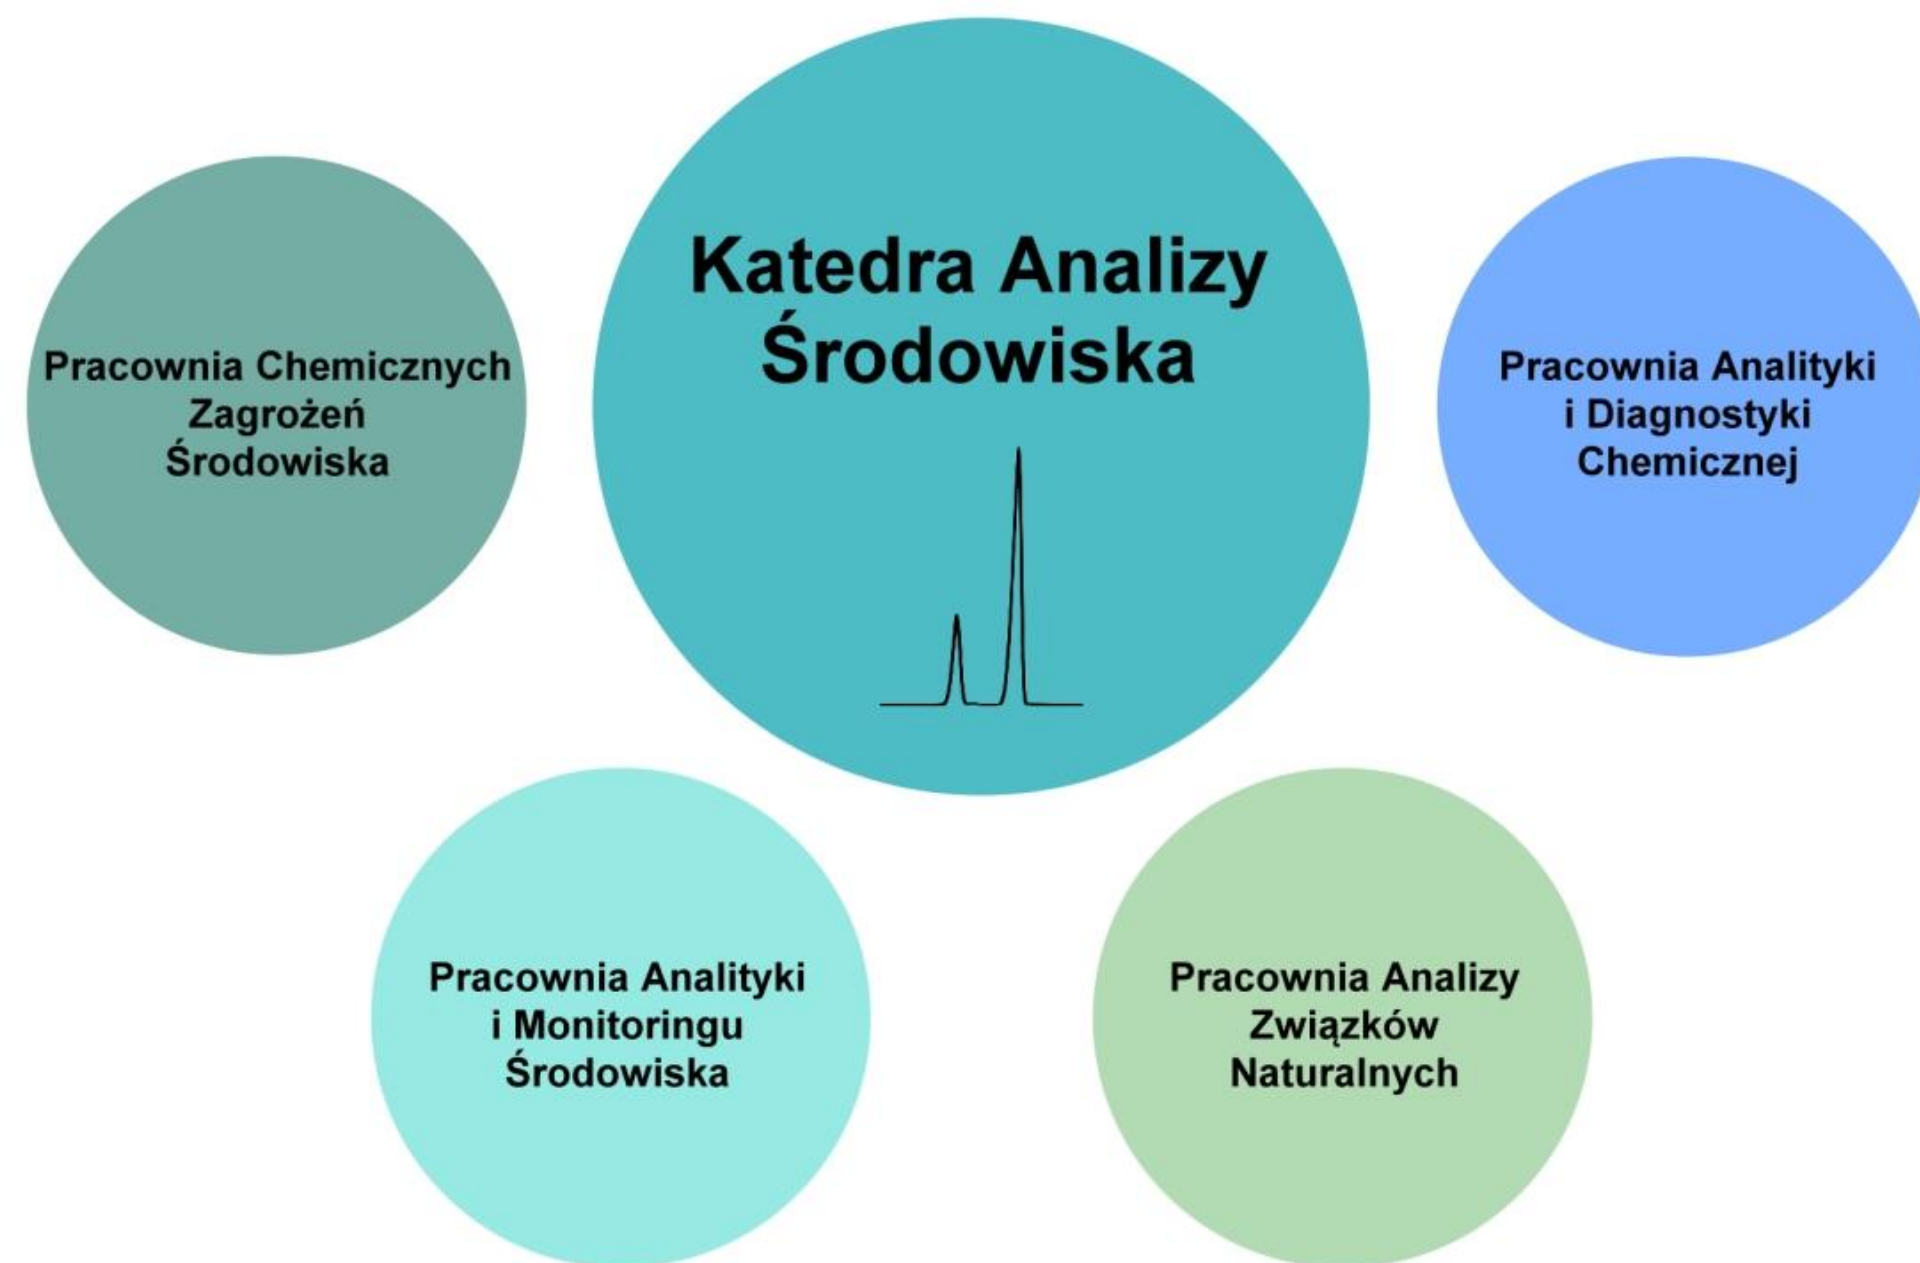 Katedra Analizy
Środowiska
Pracownia Chemicznych
Zagrożeń
Środowiska
Pracownia Analityki
i Diagnostyki
Chemicznej
Pracownia Analityki
i Monitoringu
Środowiska
Pracownia Analizy
Związków
Naturalnych